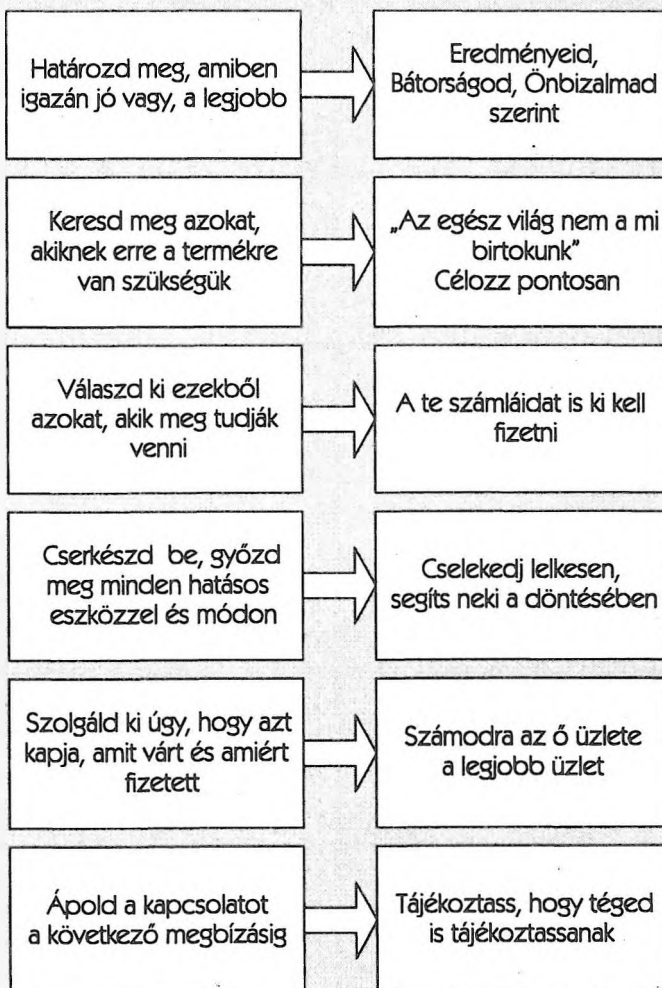 Határozd meg, amiben
igazán jó vagy, a legjobb
Eredményeid,
Bátorságod, Önbizalmad
szerint
Keresd meg azokat,
akiknek erre a termékre
van szükségük
„Az egész világ nem a mi
birtokunk”
Célozz pontosan
Válaszd ki ezekből
azokat, akik meg tudják
venni
A te számláidat is ki kell
fizetni
Cserkészd be, győzd
meg minden hatásos
eszközzel és módon
Cselekedj lelkesen,
segíts neki a döntésében
Szolgáld ki úgy, hogy azt
kapja, amit várt és amiért
fizetett
Számodra az ő üzlete
a legjobb üzlet
Ápold a kapcsolatot
a következő megbízásig
Tájékoztass, hogy téged
is tájékoztassanak